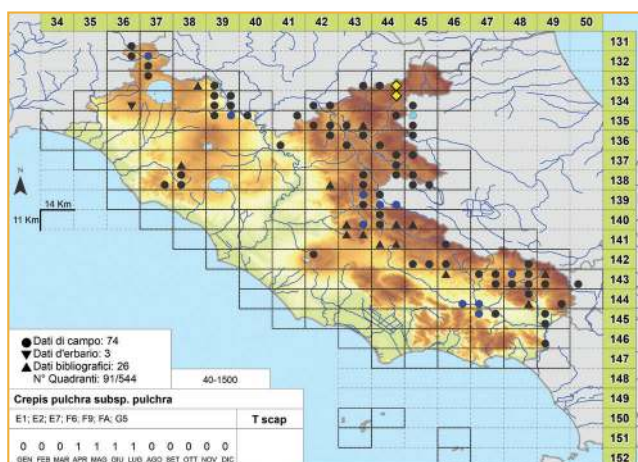 34 35 36 37 38 39 40 41 42 43 44 45 46 47 48 49 50
131
132
133
134
135
136
137
138
139
140
141
142
143
144
145
146
147
148
149
150
151
152
N
14 Km
11 Km
Dati di campo: 74
Dati d'erbario: 3
Dati bibliografici: 26
N° Quadranti: 91/544
40-1500
Crepis pulchra subsp. pulchra
E1; E2; E7; F6; F9; FA; G5
T scap
0 0 0 1 1 1 1 0 0 0 0 0
GEN FEB MAR APR MAG GIU LUG AGO SET OTT NOV DIC